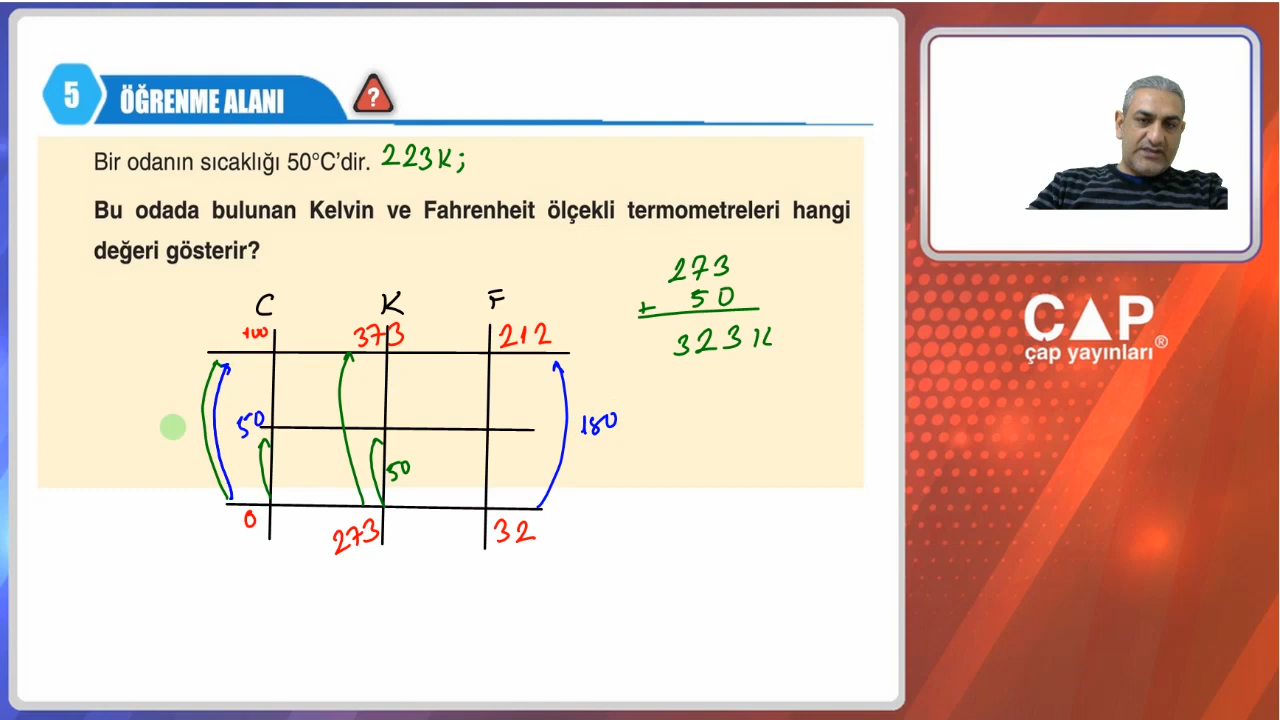 5 ÖĞRENME ALANI ?
Bir odanın sıcaklığı 50°C'dir. 223K;
Bu odada bulunan Kelvin ve Fahrenheit ölçekli termometreleri hangi
değeri gösterir?
273
+ 50
323 K
C K F
100 373 212
50 50 180
0 273 32
ÇAP
çap yayınları®